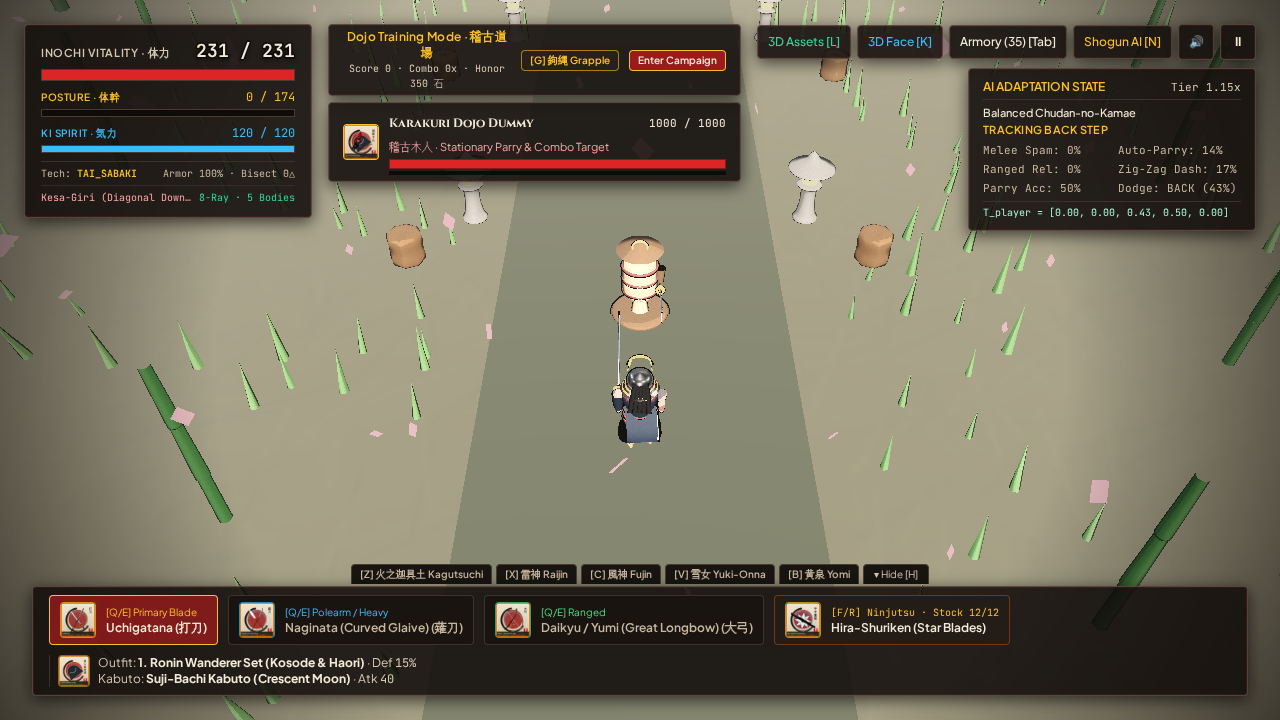 INOCHI VITALITY · 体力 231 / 231
POSTURE · 体幹 0 / 174
KI SPIRIT · 気力 120 / 120
Tech: TAI_SABAKI Armor 100% · Bisect 0△
Kesa-Giri (Diagonal Down… 8-Ray · 5 Bodies
Dojo Training Mode · 稽古道
場
Score 0 · Combo 0x · Honor
350 石
[G] 鉤縄 Grapple
Enter Campaign
Karakuri Dojo Dummy 1000 / 1000
稽古木人 · Stationary Parry & Combo Target
3D Assets [L]
3D Face [K]
Armory (35) [Tab]
Shogun AI [N]
AI ADAPTATION STATE Tier 1.15x
Balanced Chudan-no-Kamae
TRACKING BACK STEP
Melee Spam: 0% Auto-Parry: 14%
Ranged Rel: 0% Zig-Zag Dash: 17%
Parry Acc: 50% Dodge: BACK (43%)
T_player = [0.00, 0.00, 0.43, 0.50, 0.00]
[Z] 火之迦具土 Kagutsuchi
[X] 雷神 Raijin
[C] 風神 Fujin
[V] 雪女 Yuki-Onna
[B] 黄泉 Yomi
▾ Hide [H]
[Q/E] Primary Blade
Uchigatana (打刀)
[Q/E] Polearm / Heavy
Naginata (Curved Glaive) (薙刀)
[Q/E] Ranged
Daikyu / Yumi (Great Longbow) (大弓)
[F/R] Ninjutsu · Stock 12/12
Hira-Shuriken (Star Blades)
Outfit: 1. Ronin Wanderer Set (Kosode & Haori) · Def 15%
Kabuto: Suji-Bachi Kabuto (Crescent Moon) · Atk 40